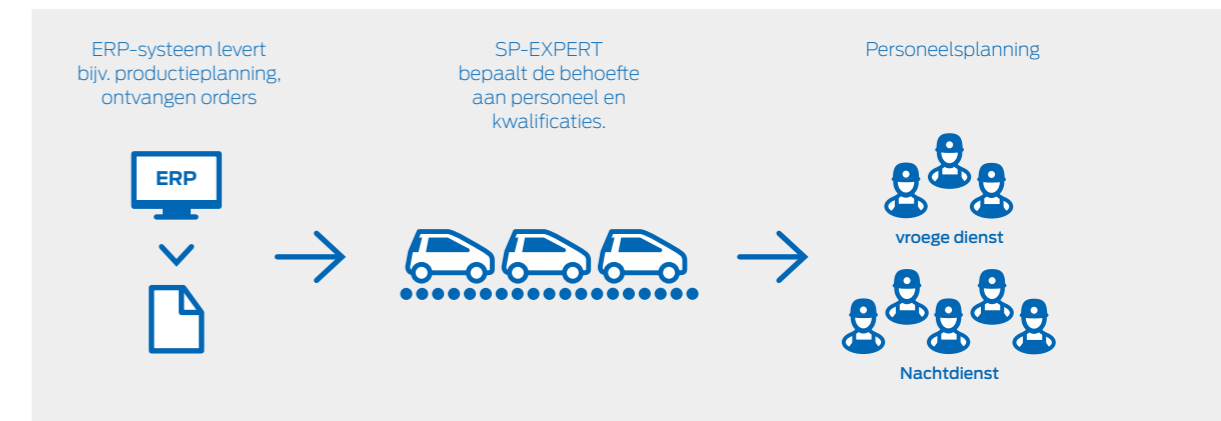 ERP-systeem levert
bijv. productieplanning,
ontvangen orders
ERP
SP-EXPERT
bepaalt de behoefte
aan personeel en
kwalificaties.
Personeelsplanning
vroege dienst
Nachtdienst